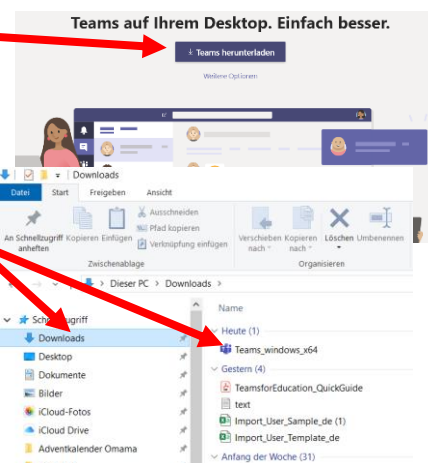 Teams auf Ihrem Desktop. Einfach besser.
Teams herunterladen
Weitere Optionen
Downloads
Datei Start Freigeben Ansicht
An Schnellzugriff anheften
Kopieren
Einfügen
Ausschneiden
Pfad kopieren
Verknüpfung einfügen
Verschieben nach
Kopieren nach
Löschen
Umbenennen
Zwischenablage
Organisieren
Dieser PC > Downloads >
Name
Downloads
Desktop
Dokumente
Bilder
iCloud-Fotos
iCloud Drive
Adventkalender Omama
Heute (1)
Teams_windows_x64
Gestern (4)
TeamsforEducation_QuickGuide
text
Import_User_Sample_de (1)
Import_User_Template_de
Anfang der Woche (31)